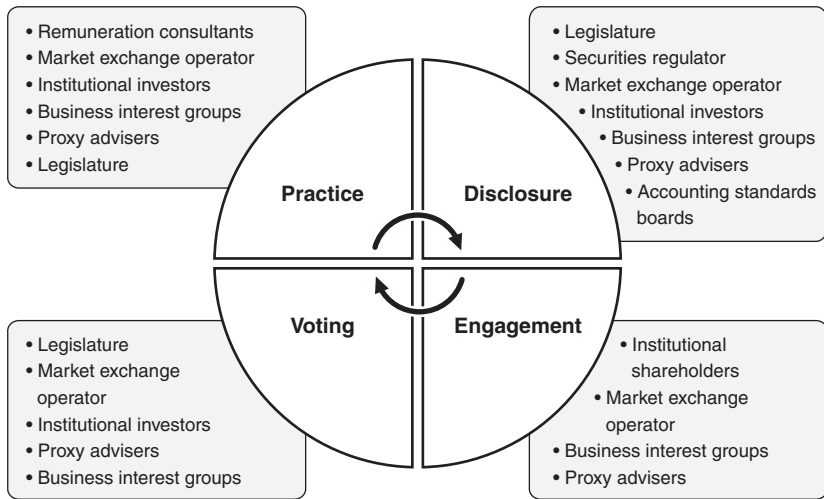 • Remuneration consultants
• Market exchange operator
• Institutional investors
• Business interest groups
• Proxy advisers
• Legislature
• Legislature
• Securities regulator
• Market exchange operator
• Institutional investors
• Business interest groups
• Proxy advisers
• Accounting standards
boards
Practice
Disclosure
Voting
Engagement
• Legislature
• Market exchange
operator
• Institutional investors
• Proxy advisers
• Business interest groups
• Institutional
shareholders
• Market exchange
operator
• Business interest groups
• Proxy advisers